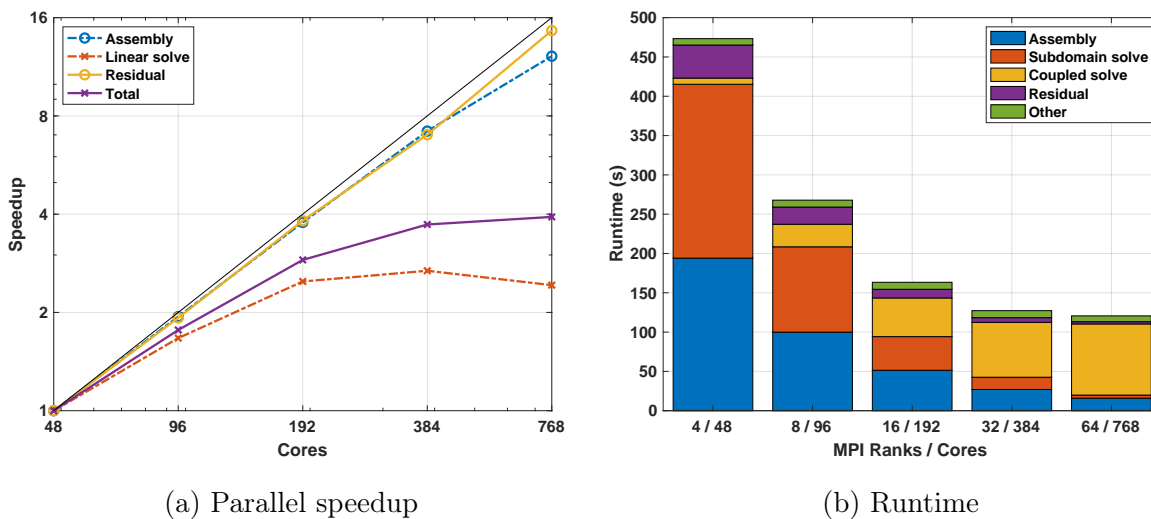 16
8
4
2
1
Speedup
48
96
192
384
768
Cores
Assembly
Linear solve
Residual
Total
(a) Parallel speedup
500
450
400
350
300
250
200
150
100
50
0
Runtime (s)
4 / 48
8 / 96
16 / 192
32 / 384
64 / 768
MPI Ranks / Cores
Assembly
Subdomain solve
Coupled solve
Residual
Other
(b) Runtime